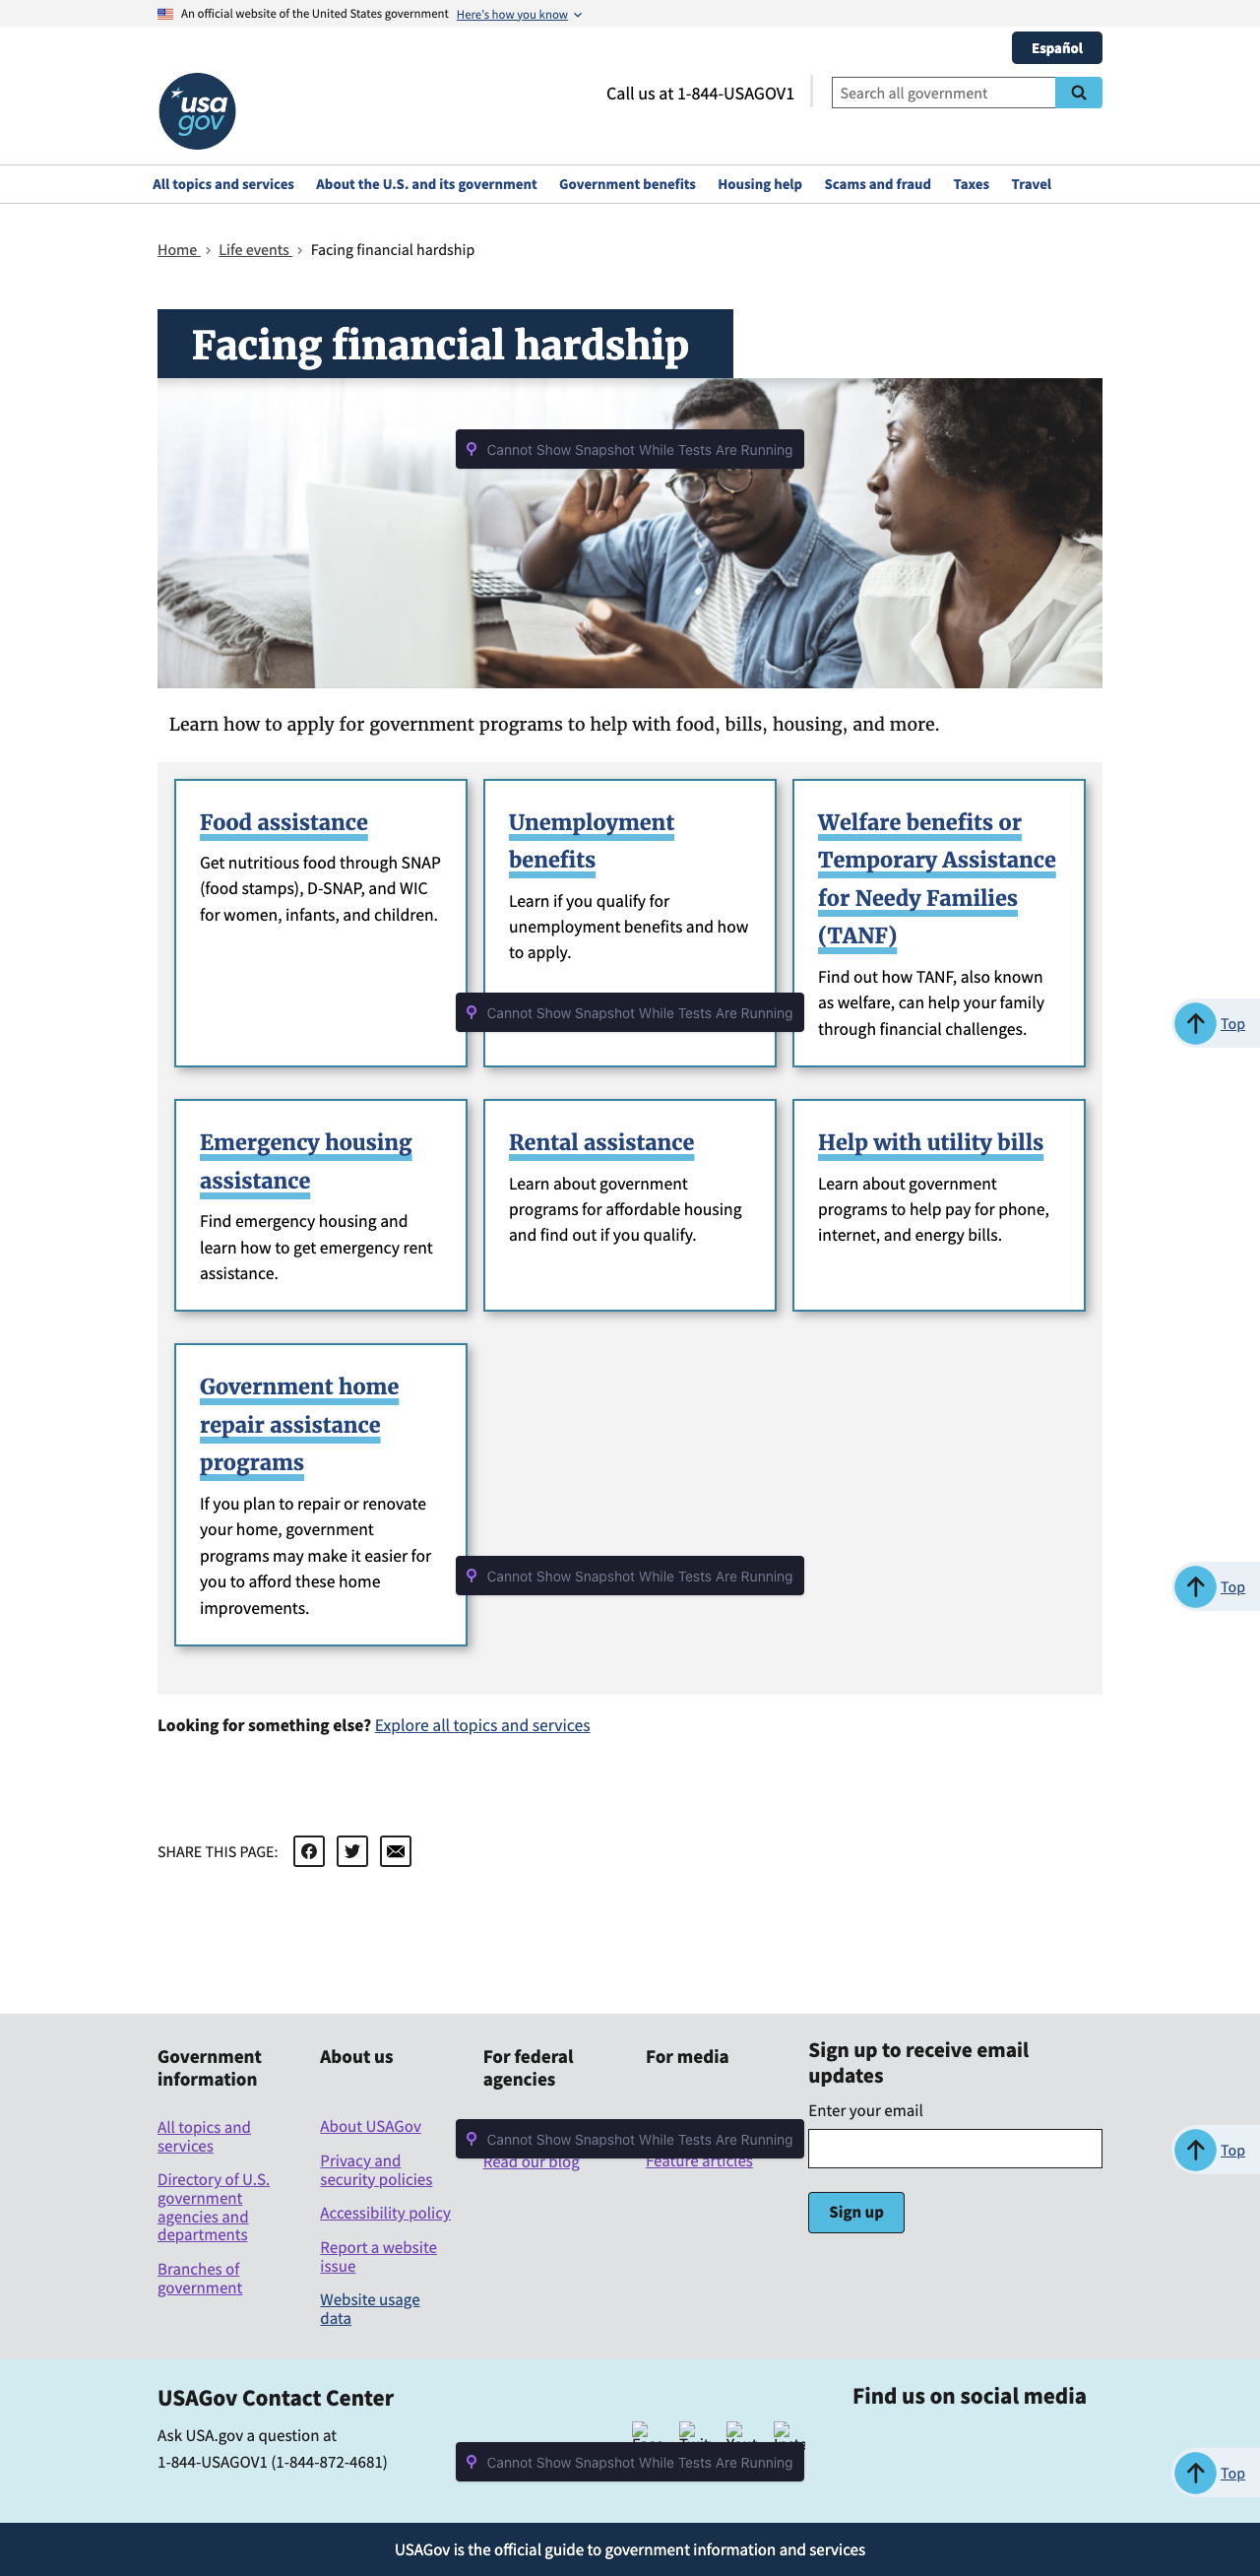 An official website of the United States government Here's how you know
Español
usa
gov
Call us at 1-844-USAGOV1
Search all government
All topics and services About the U.S. and its government Government benefits Housing help Scams and fraud Taxes Travel
Home Life events Facing financial hardship
Facing financial hardship
Cannot Show Snapshot While Tests Are Running
Learn how to apply for government programs to help with food, bills, housing, and more.
Food assistance
Get nutritious food through SNAP
(food stamps), D-SNAP, and WIC
for women, infants, and children.
Unemployment
benefits
Learn if you qualify for
unemployment benefits and how
to apply.
Welfare benefits or
Temporary Assistance
for Needy Families
(TANF)
Find out how TANF, also known
as welfare, can help your family
through financial challenges.
Cannot Show Snapshot While Tests Are Running
Top
Emergency housing
assistance
Find emergency housing and
learn how to get emergency rent
assistance.
Rental assistance
Learn about government
programs for affordable housing
and find out if you qualify.
Help with utility bills
Learn about government
programs to help pay for phone,
internet, and energy bills.
Government home
repair assistance
programs
If you plan to repair or renovate
your home, government
programs may make it easier for
you to afford these home
improvements.
Cannot Show Snapshot While Tests Are Running
Top
Looking for something else? Explore all topics and services
SHARE THIS PAGE:
Government
information
All topics and
services
Directory of U.S.
government
agencies and
departments
Branches of
government
About us
About USAGov
Privacy and
security policies
Accessibility policy
Report a website
issue
Website usage
data
For federal
agencies
Read our blog
For media
Feature articles
Cannot Show Snapshot While Tests Are Running
Sign up to receive email
updates
Enter your email
Sign up
Top
USAGov Contact Center
Ask USA.gov a question at
1-844-USAGOV1 (1-844-872-4681)
Find us on social media
Cannot Show Snapshot While Tests Are Running
Top
USAGov is the official guide to government information and services